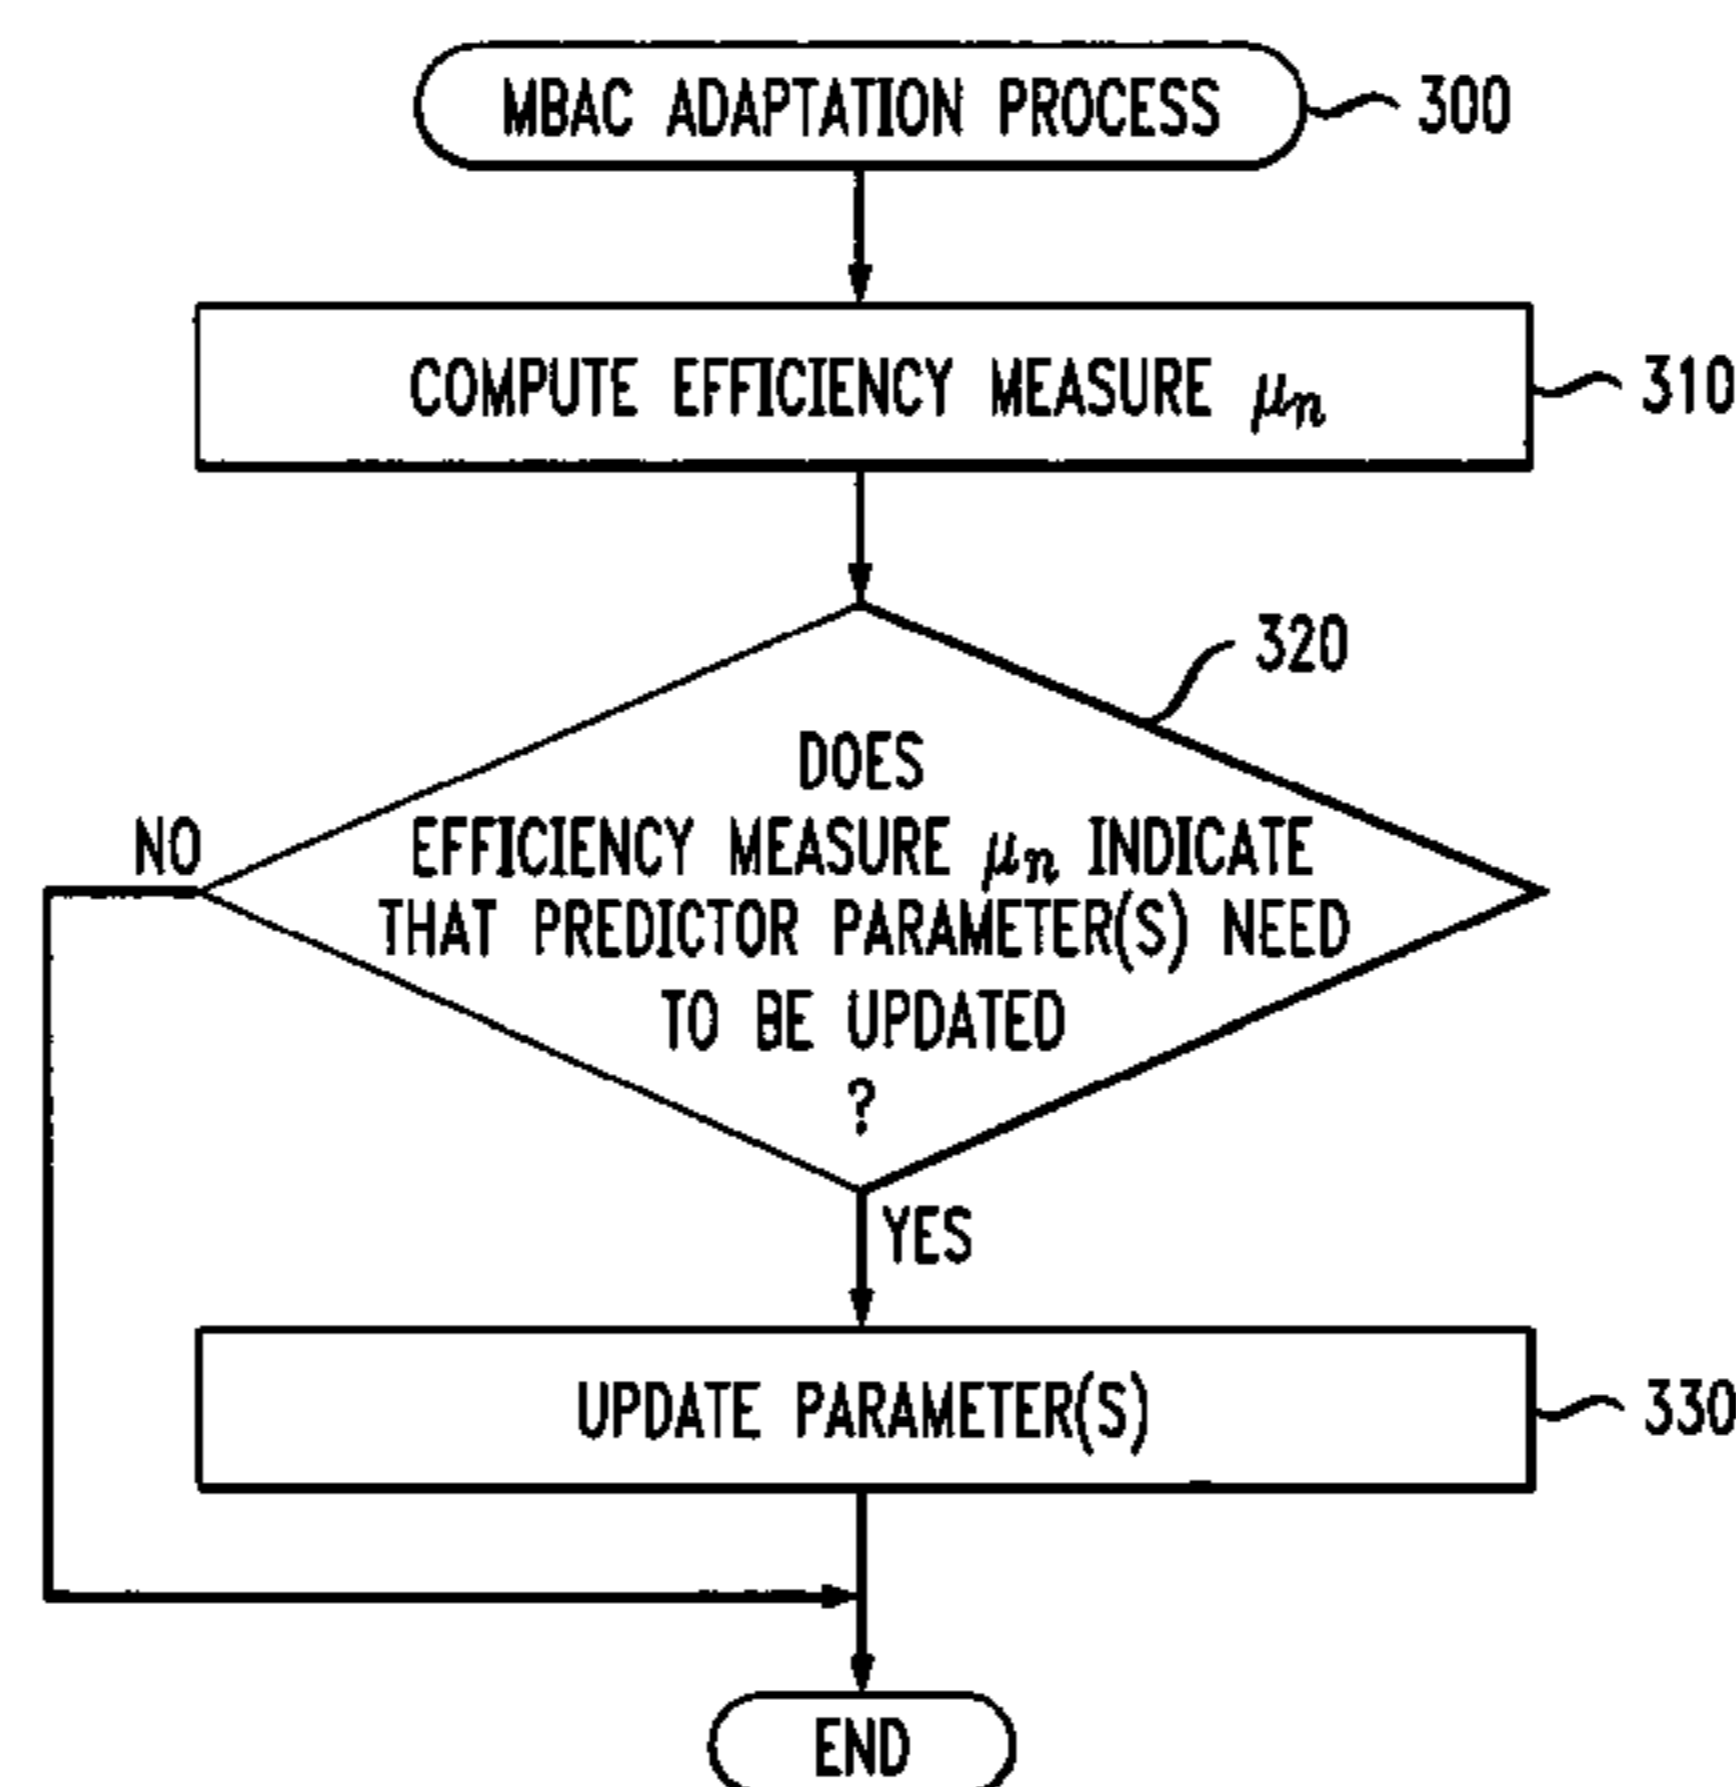 MBAC ADAPTATION PROCESS
300
COMPUTE EFFICIENCY MEASURE μn
310
320
DOES
EFFICIENCY MEASURE μn INDICATE
THAT PREDICTOR PARAMETER(S) NEED
TO BE UPDATED
?
NO
YES
UPDATE PARAMETER(S)
330
END